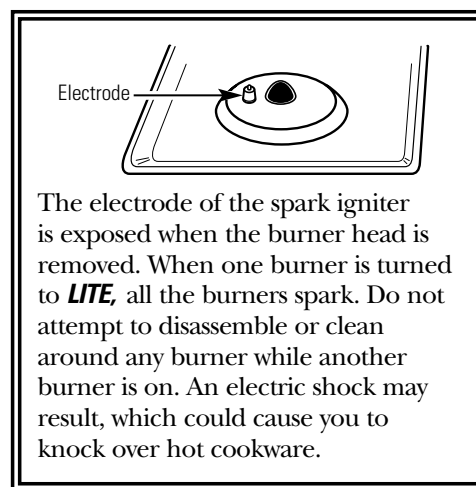 Electrode
The electrode of the spark igniter
is exposed when the burner head is
removed. When one burner is turned
to LITE, all the burners spark. Do not
attempt to disassemble or clean
around any burner while another
burner is on. An electric shock may
result, which could cause you to
knock over hot cookware.